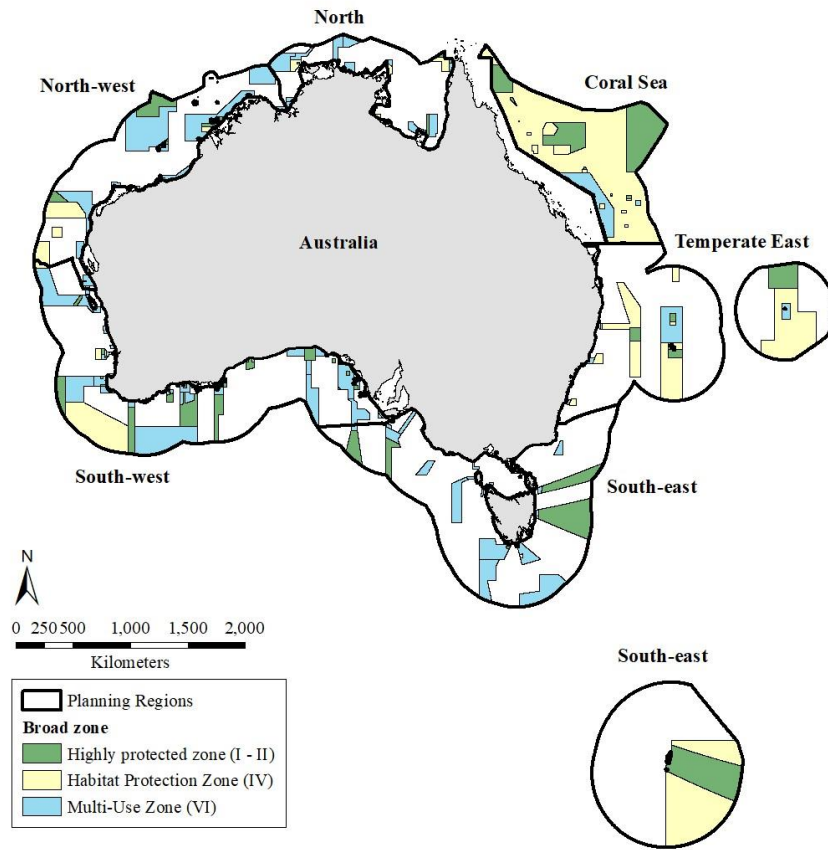 North
North-west
Coral Sea
Australia
Temperate East
South-west
South-east
N
0 250 500 1,000 1,500 2,000
Kilometers
South-east
Planning Regions
Broad zone
Highly protected zone (I - II)
Habitat Protection Zone (IV)
Multi-Use Zone (VI)